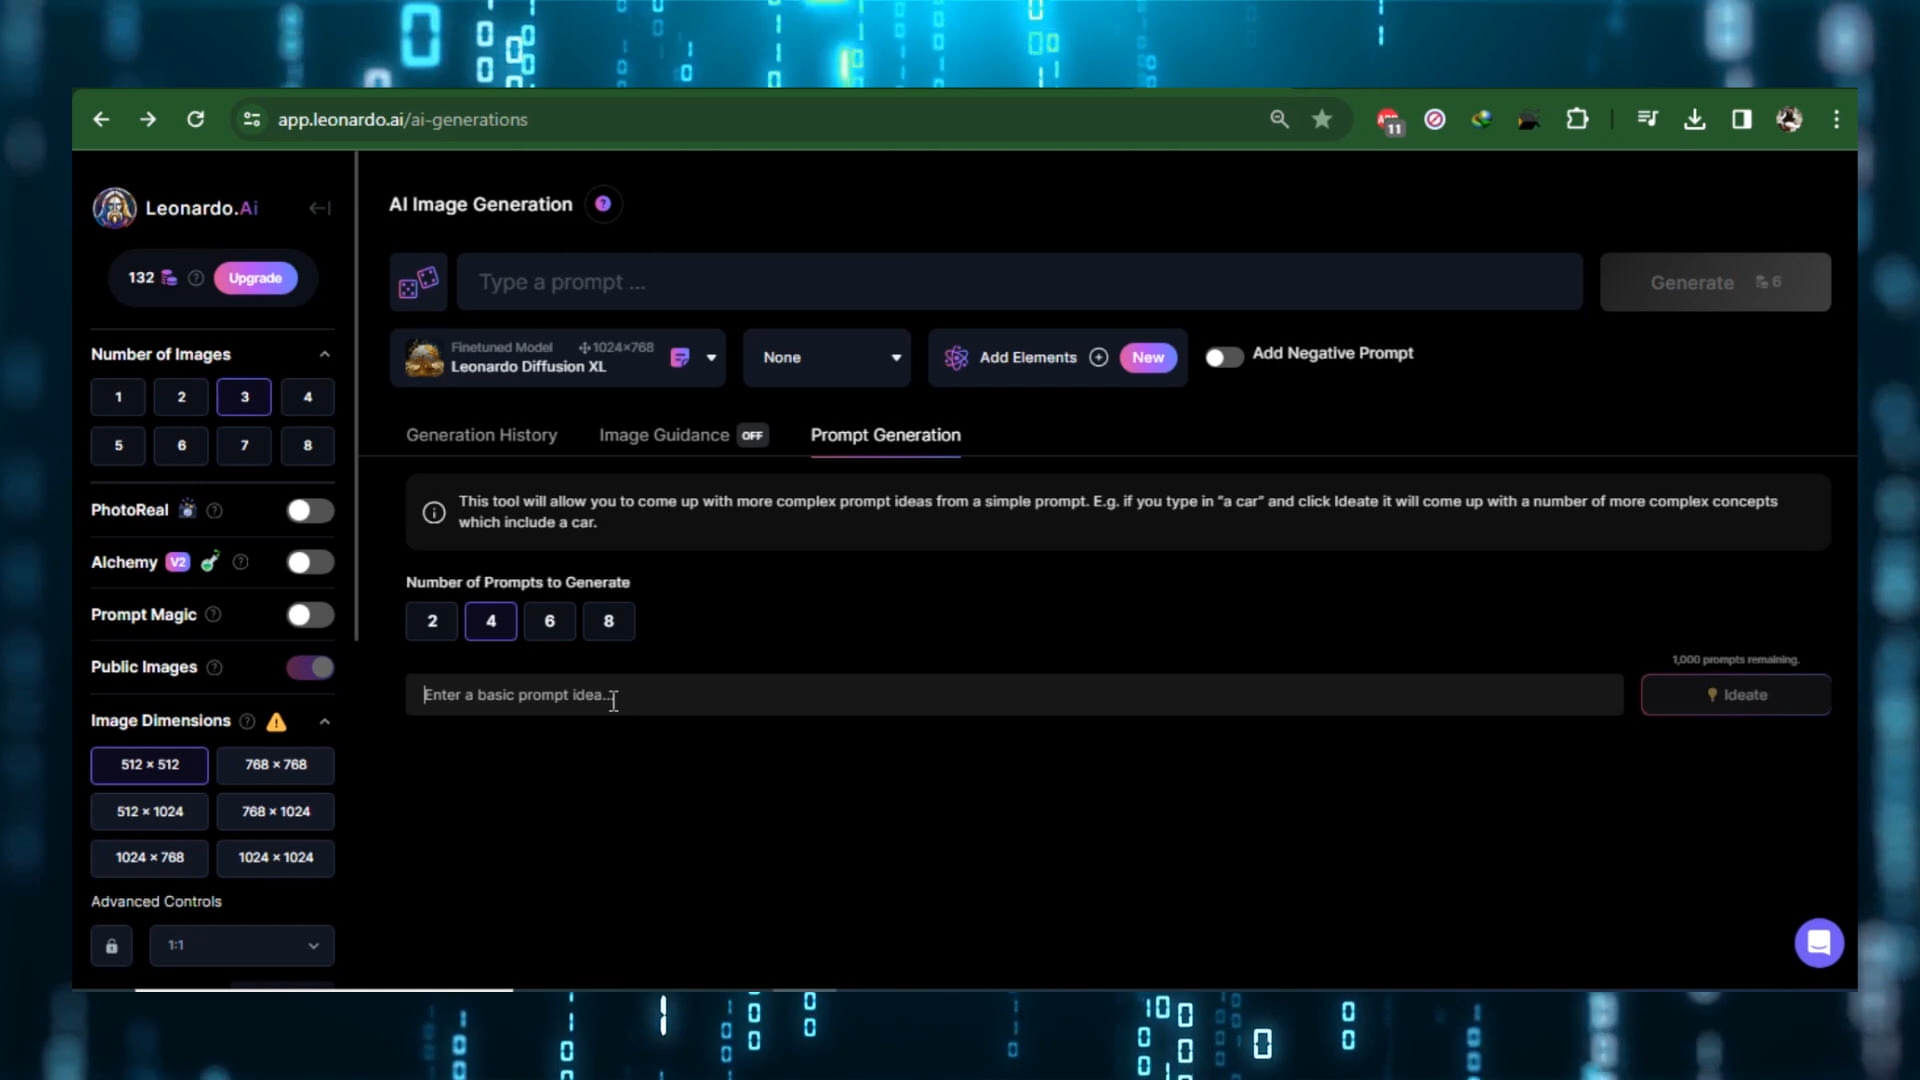 app.leonardo.ai/ai-generations
11
Leonardo.Ai
132
Upgrade
Number of Images
1 2 3 4
5 6 7 8
PhotoReal
Alchemy V2
Prompt Magic
Public Images
Image Dimensions
512 × 512 768 × 768
512 × 1024 768 × 1024
1024 × 768 1024 × 1024
Advanced Controls
1:1
AI Image Generation
Type a prompt ...
Generate 6
Finetuned Model 1024×768
Leonardo Diffusion XL
None
Add Elements New
Add Negative Prompt
Generation History Image Guidance OFF Prompt Generation
This tool will allow you to come up with more complex prompt ideas from a simple prompt. E.g. if you type in "a car" and click Ideate it will come up with a number of more complex concepts
which include a car.
Number of Prompts to Generate
2 4 6 8
1,000 prompts remaining.
Enter a basic prompt idea...
Ideate